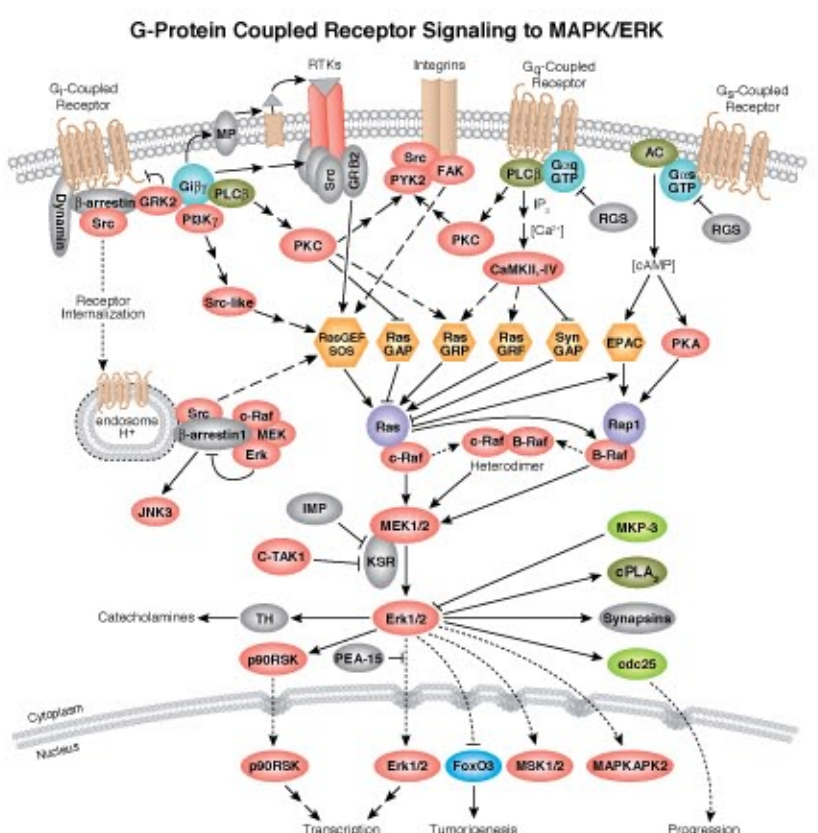 G-Protein Coupled Receptor Signaling to MAPK/ERK
Gi-Coupled
Receptor
RTKs
Integrins
Gq-Coupled
Receptor
Gs-Coupled
Receptor
MP
Dynamin
β-arrestin
GRK2
Src
Giβγ
PLCβ
PI3Kγ
Src
GRB2
Src
PYK2
FAK
PLCβ
Gαq
GTP
RGS
AC
Gαs
GTP
RGS
IP3
[Ca2+]
PKC
PKC
CaMKII,-IV
[cAMP]
Receptor
Internalization
Src-like
RasGEF
SOS
Ras
GAP
Ras
GRP
Ras
GRF
Syn
GAP
EPAC
PKA
endosome
H+
Src
β-arrestin1
c-Raf
MEK
Erk
JNK3
Ras
Rap1
c-Raf
c-Raf
B-Raf
Heterodimer
B-Raf
IMP
MEK1/2
KSR
C-TAK1
MKP-3
cPLA2
Catecholamines
TH
Erk1/2
Synapsins
p90RSK
PEA-15
cdc25
Cytoplasm
Nucleus
p90RSK
Erk1/2
FoxO3
MSK1/2
MAPKAPK2
Transcription
Tumorigenesis
Progression